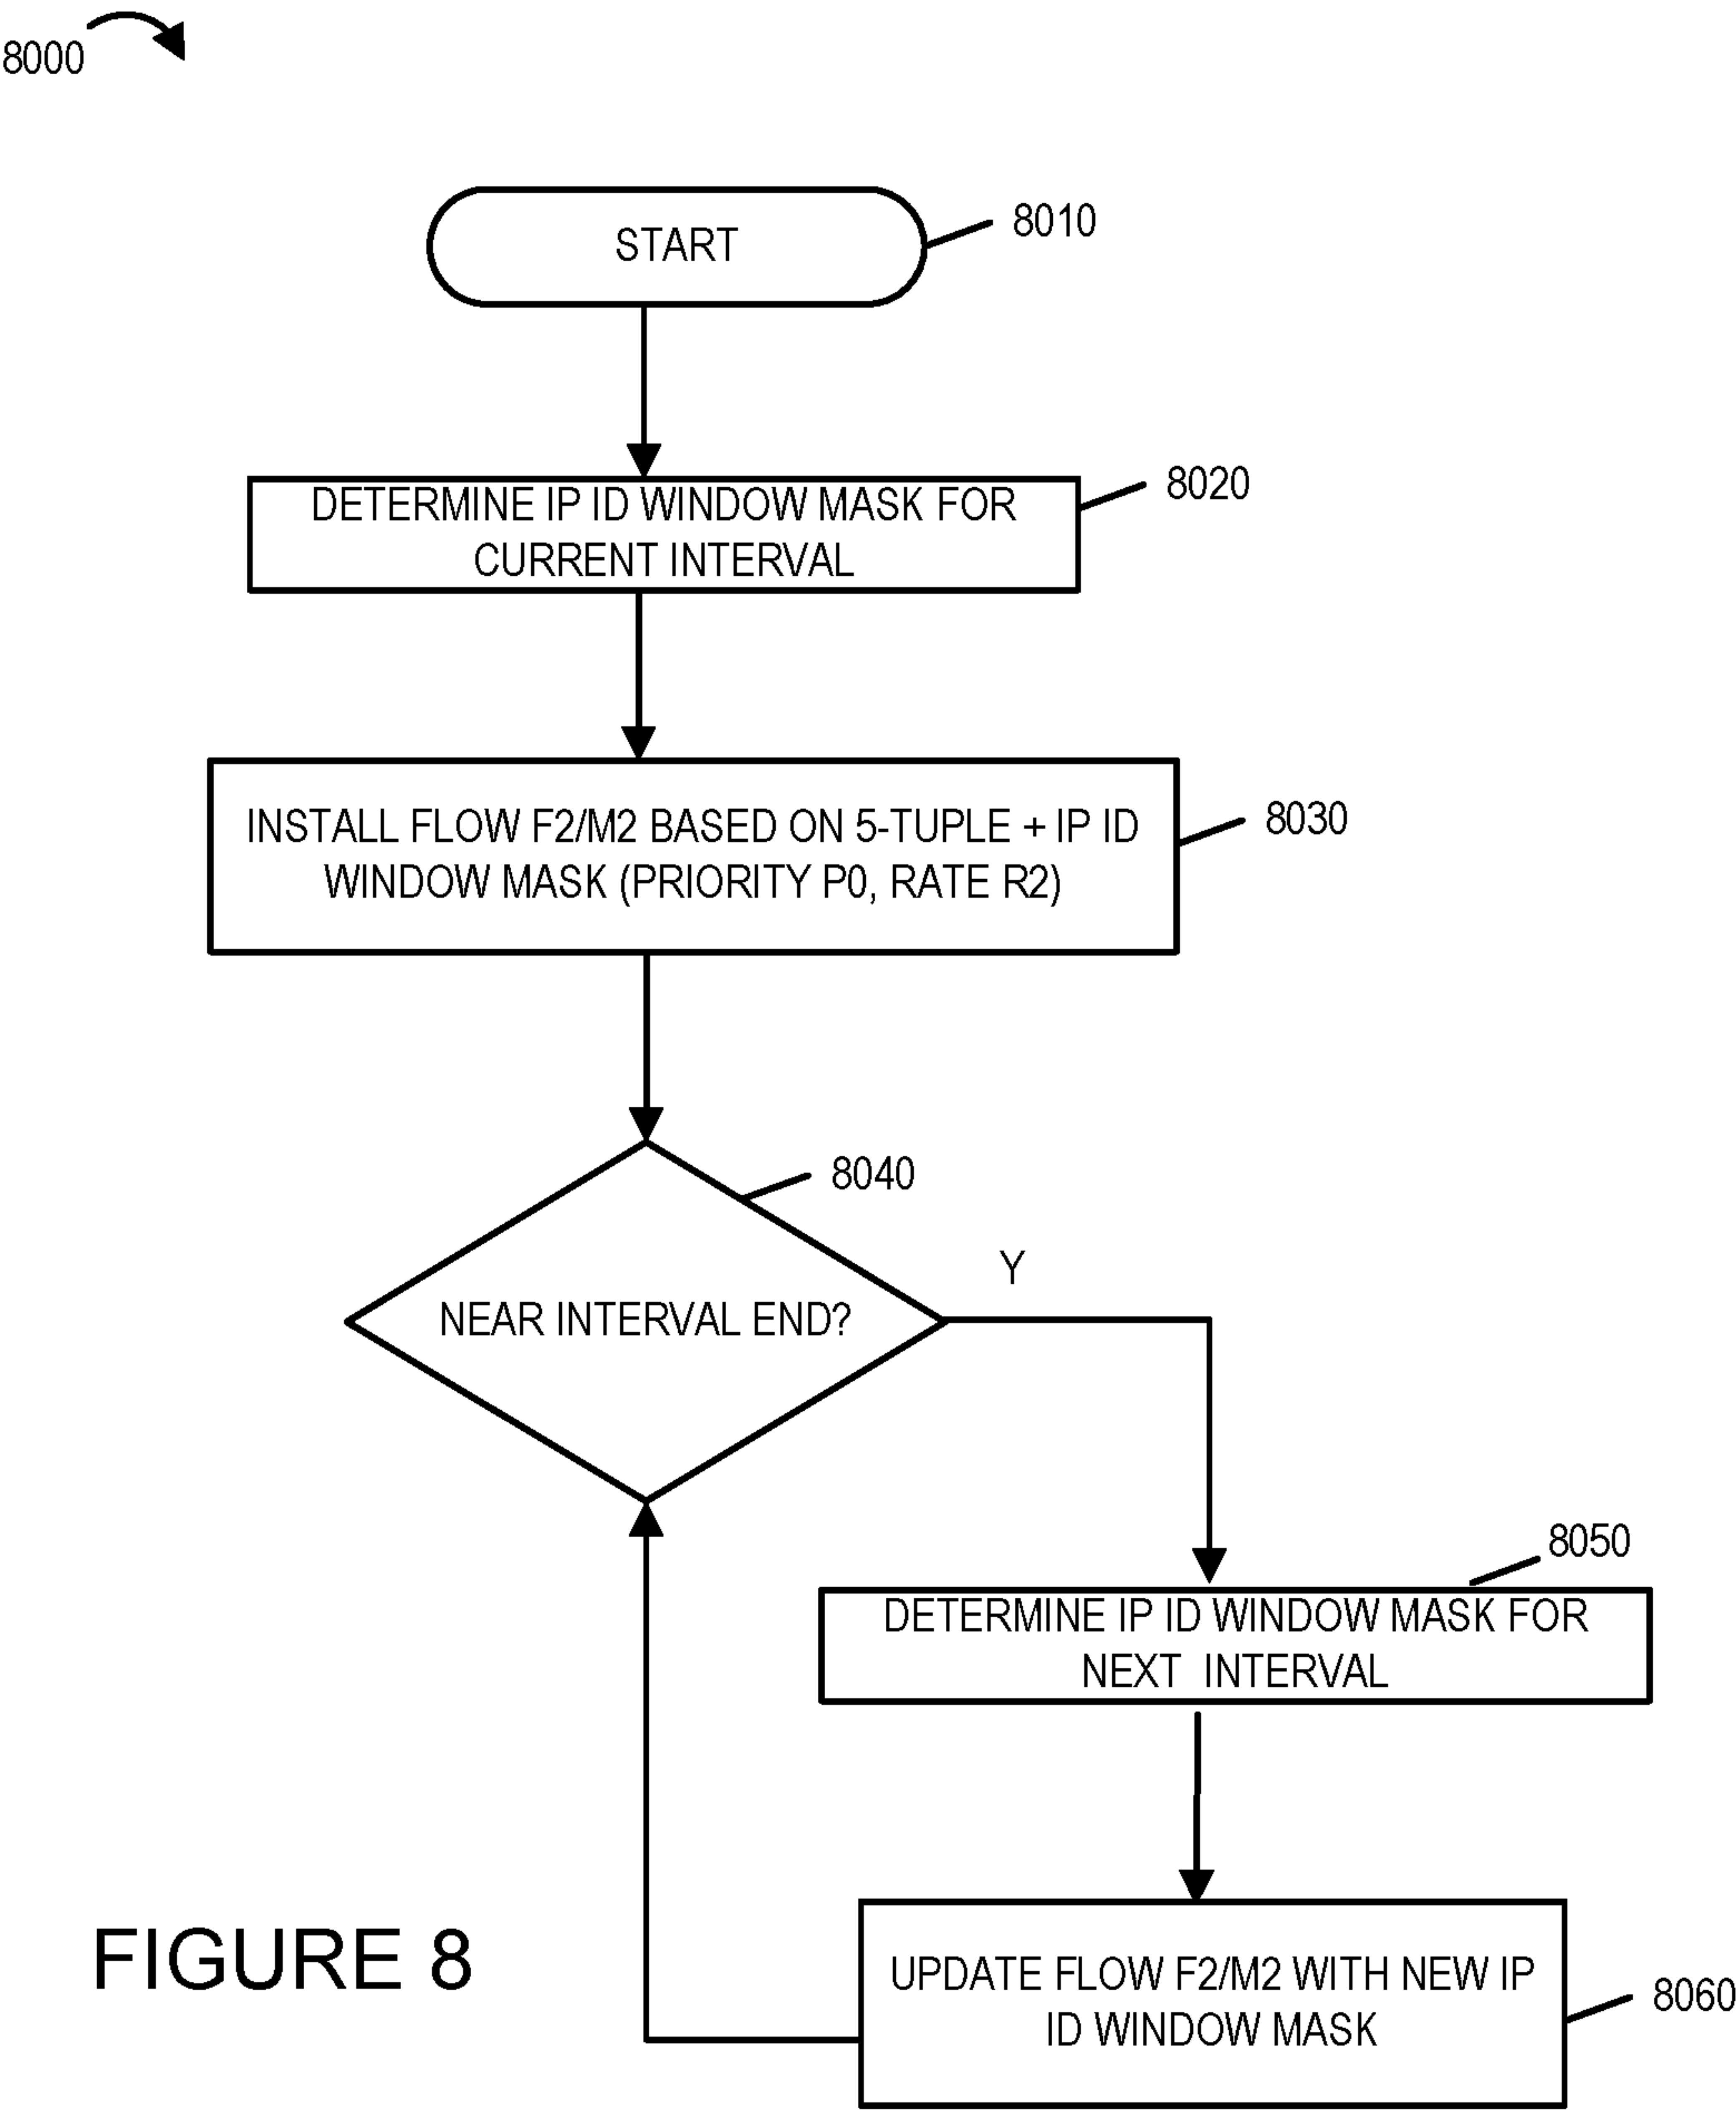 8000
START
8010
DETERMINE IP ID WINDOW MASK FOR
CURRENT INTERVAL
8020
INSTALL FLOW F2/M2 BASED ON 5-TUPLE + IP ID
WINDOW MASK (PRIORITY P0, RATE R2)
8030
8040
NEAR INTERVAL END?
Y
8050
DETERMINE IP ID WINDOW MASK FOR
NEXT INTERVAL
UPDATE FLOW F2/M2 WITH NEW IP
ID WINDOW MASK
8060
FIGURE 8